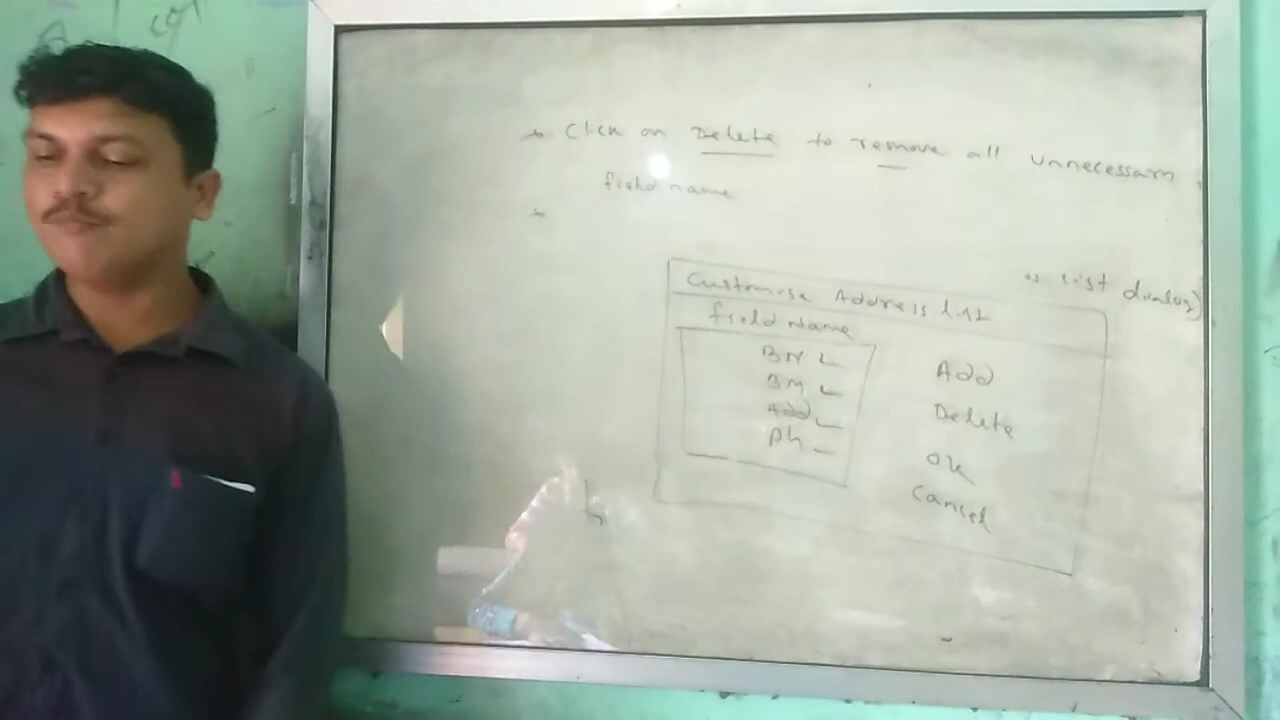 * Click on Delete to remove all unnecessary
field name
*
Customise Address list
field Name
BN
BM
Add
Ph
Add
Delete
OK
Cancel
list dialog)